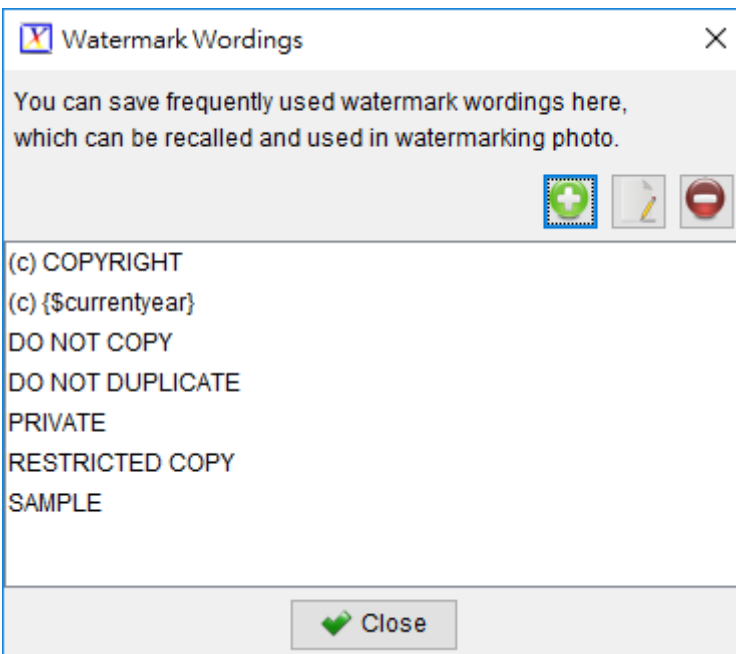 Watermark Wordings
You can save frequently used watermark wordings here,
which can be recalled and used in watermarking photo.
(c) COPYRIGHT
(c) {$currentyear}
DO NOT COPY
DO NOT DUPLICATE
PRIVATE
RESTRICTED COPY
SAMPLE
Close